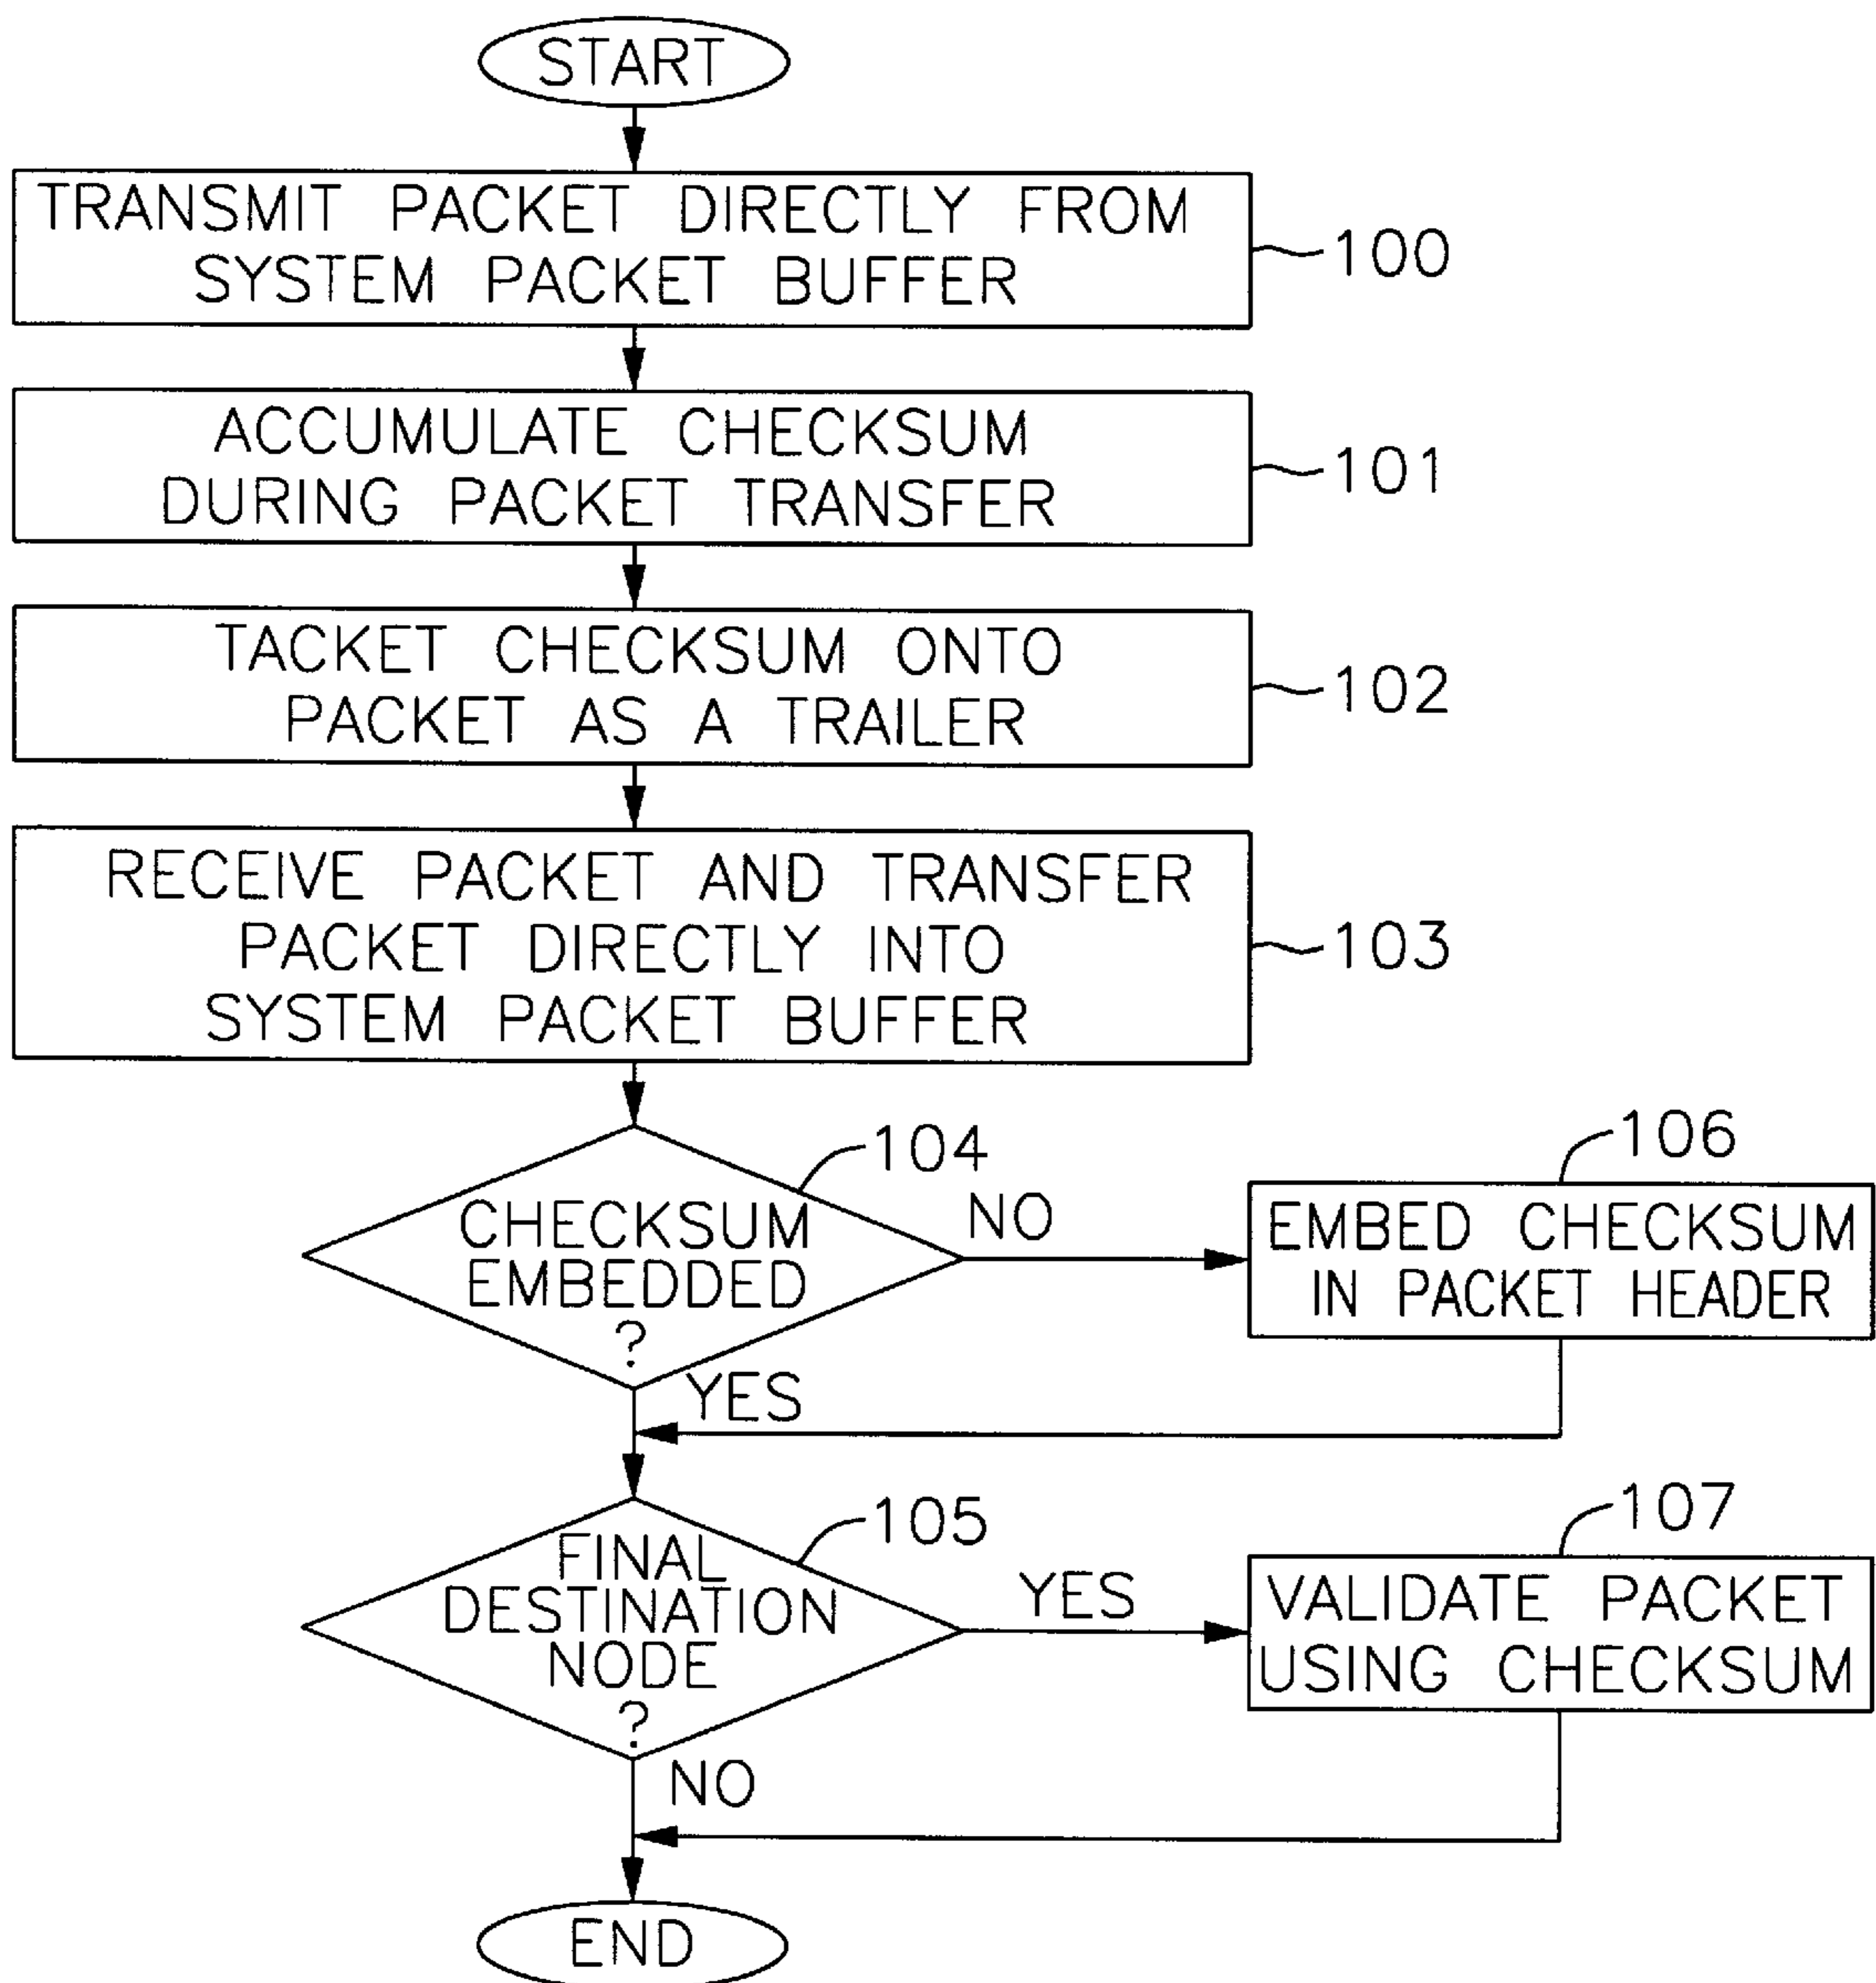 START
TRANSMIT PACKET DIRECTLY FROM
SYSTEM PACKET BUFFER
100
ACCUMULATE CHECKSUM
DURING PACKET TRANSFER
101
TACKET CHECKSUM ONTO
PACKET AS A TRAILER
102
RECEIVE PACKET AND TRANSFER
PACKET DIRECTLY INTO
SYSTEM PACKET BUFFER
103
104
CHECKSUM
EMBEDDED
?
NO
106
EMBED CHECKSUM
IN PACKET HEADER
YES
105
FINAL
DESTINATION
NODE
?
YES
107
VALIDATE PACKET
USING CHECKSUM
NO
END